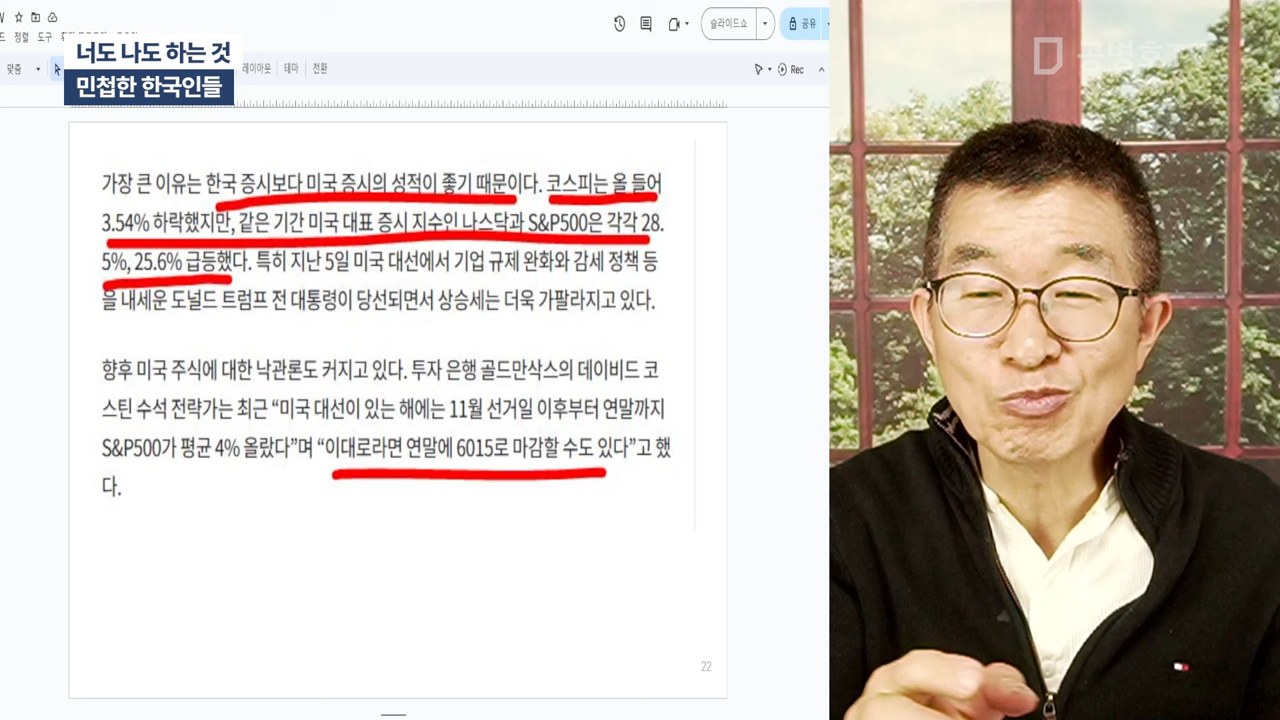 정렬 도구
너도 나도 하는 것
민첩한 한국인들
맞춤
레이아웃 테마 전환
슬라이드쇼
공유
Rec
공병호
가장 큰 이유는 한국 증시보다 미국 증시의 성적이 좋기 때문이다. 코스피는 올 들어
3.54% 하락했지만, 같은 기간 미국 대표 증시 지수인 나스닥과 S&P500은 각각 28.
5%, 25.6% 급등했다. 특히 지난 5일 미국 대선에서 기업 규제 완화와 감세 정책 등
을 내세운 도널드 트럼프 전 대통령이 당선되면서 상승세는 더욱 가팔라지고 있다.
향후 미국 주식에 대한 낙관론도 커지고 있다. 투자 은행 골드만삭스의 데이비드 코
스틴 수석 전략가는 최근 “미국 대선이 있는 해에는 11월 선거일 이후부터 연말까지
S&P500가 평균 4% 올랐다”며 “이대로라면 연말에 6015로 마감할 수도 있다”고 했
다.
22